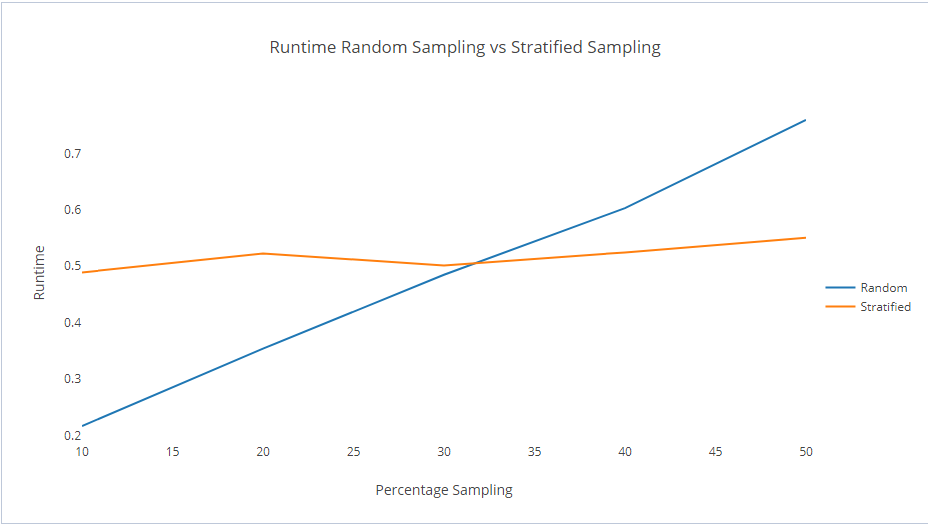 Runtime Random Sampling vs Stratified Sampling
0.7
0.6
0.5
0.4
0.3
0.2
Runtime
10 15 20 25 30 35 40 45 50
Percentage Sampling
Random
Stratified